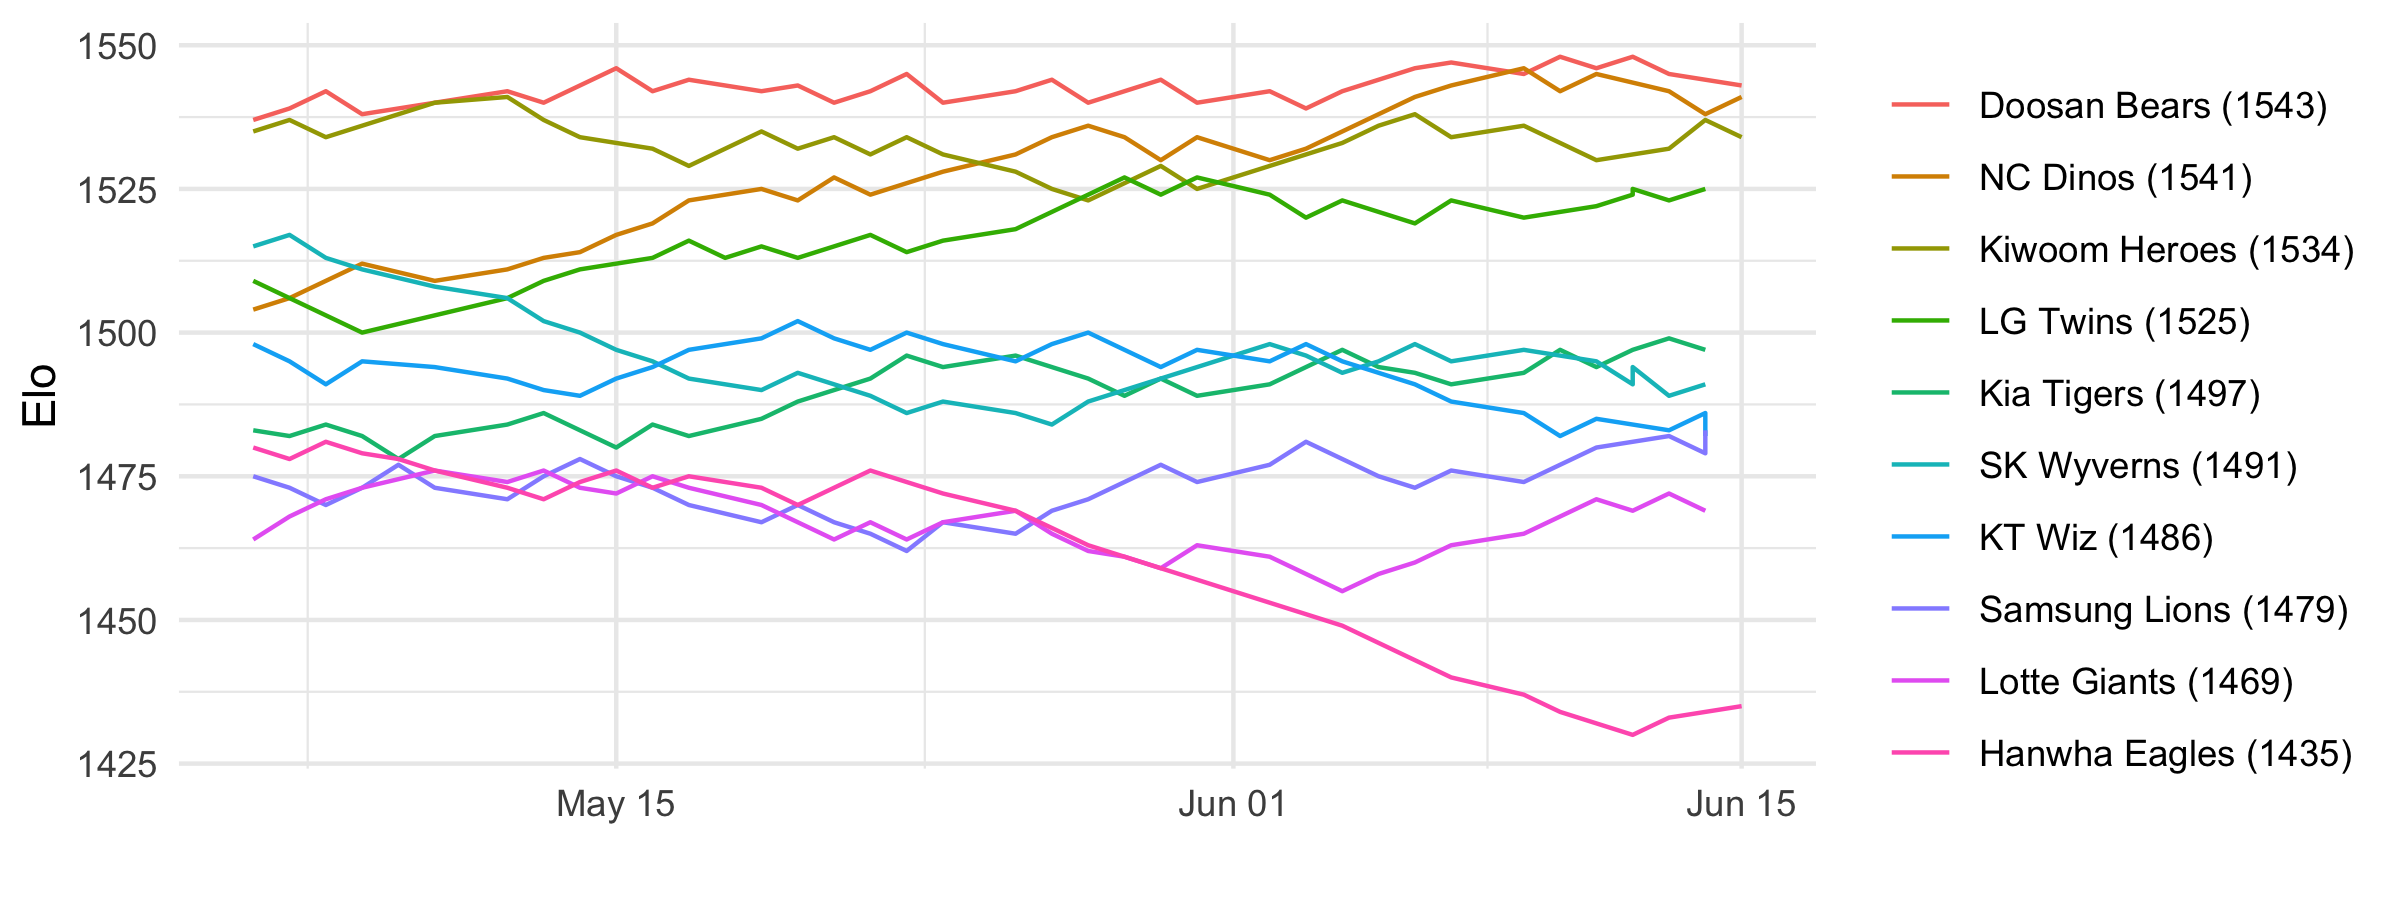 Elo
1550
1525
1500
1475
1450
1425
May 15
Jun 01
Jun 15
Doosan Bears (1543)
NC Dinos (1541)
Kiwoom Heroes (1534)
LG Twins (1525)
Kia Tigers (1497)
SK Wyverns (1491)
KT Wiz (1486)
Samsung Lions (1479)
Lotte Giants (1469)
Hanwha Eagles (1435)